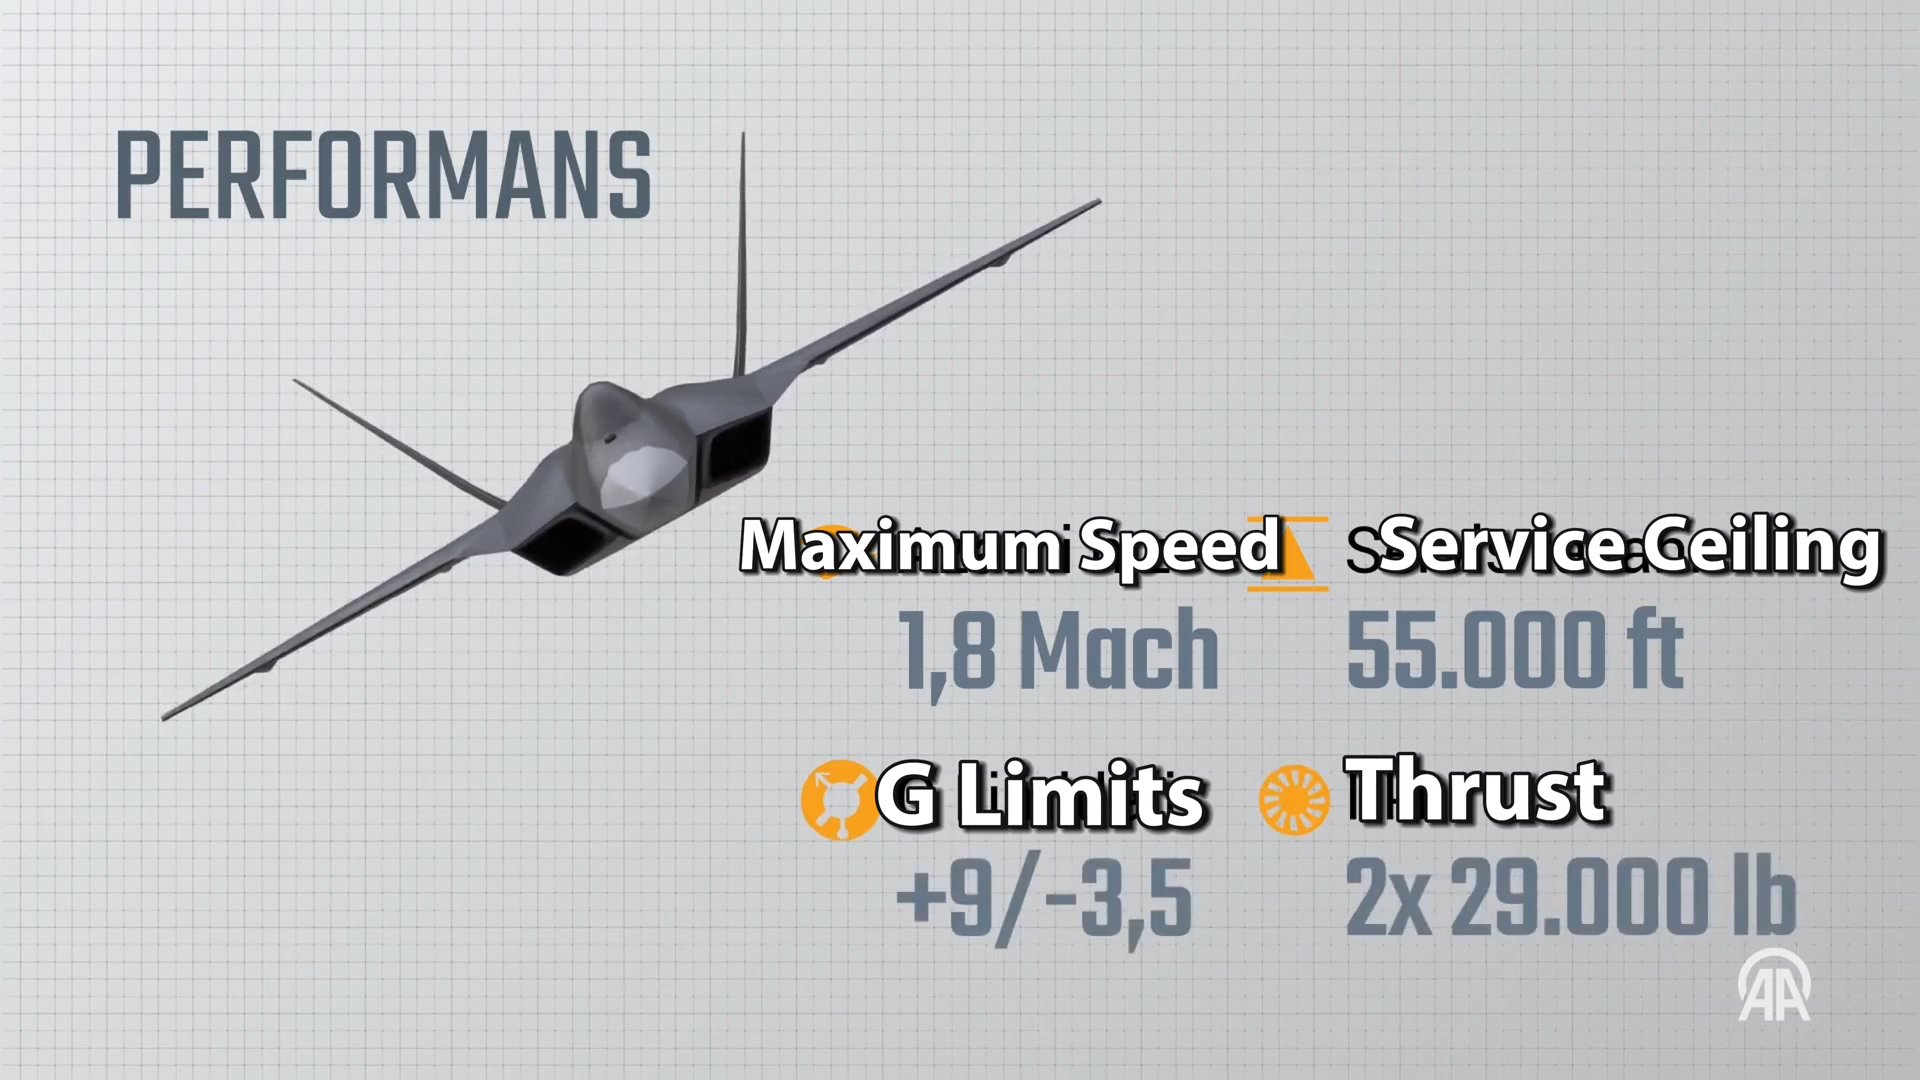 PERFORMANS
Maximum Speed
1,8 Mach
Service Ceiling
55.000 ft
G Limits
+9/-3,5
Thrust
2x 29.000 lb
AA